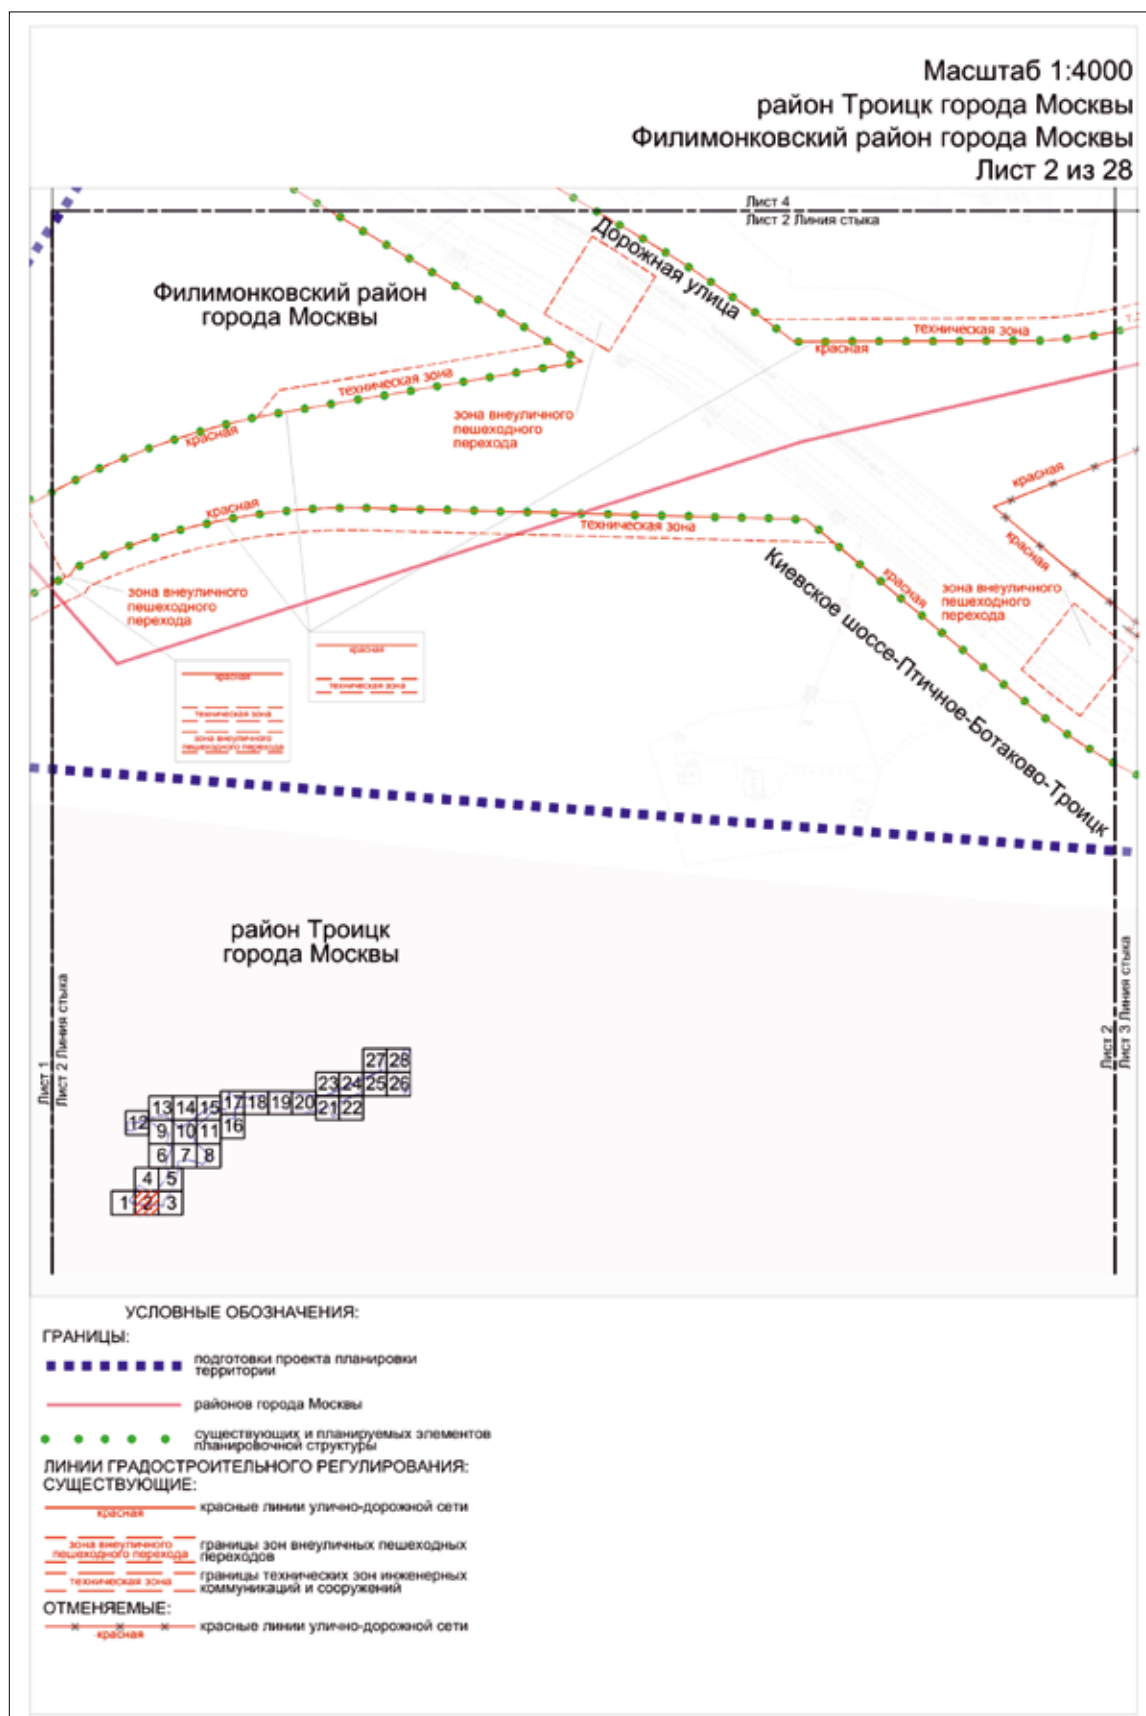 Масштаб 1:4000
район Троицк города Москвы
Филимонковский район города Москвы
Лист 2 из 28
Лист 4
Лист 2 Линия стыка
Дорожная улица
Филимонковский район
города Москвы
техническая зона
красная
техническая зона
зона внеуличного
пешеходного
перехода
красная
красная
красная
техническая зона
красная
Киевское шоссе-Птичное-Ботаково-Троицк
красная
зона внеуличного
пешеходного
перехода
зона внеуличного
пешеходного
перехода
красная
техническая зона
красная
техническая зона
зона внеуличного
пешеходного перехода
район Троицк
города Москвы
Лист 1
Лист 2 Линия стыка
Лист 2
Лист 3 Линия стыка
27 28
23 24 25 26
13 14 15 17 18 19 20 21 22
12 9 10 11 16
6 7 8
4 5
1 2 3
УСЛОВНЫЕ ОБОЗНАЧЕНИЯ:
ГРАНИЦЫ:
подготовки проекта планировки
территории
районов города Москвы
существующих и планируемых элементов
планировочной структуры
ЛИНИИ ГРАДОСТРОИТЕЛЬНОГО РЕГУЛИРОВАНИЯ:
СУЩЕСТВУЮЩИЕ:
красная
красные линии улично-дорожной сети
зона внеуличного
пешеходного перехода
границы зон внеуличных пешеходных
переходов
техническая зона
границы технических зон инженерных
коммуникаций и сооружений
ОТМЕНЯЕМЫЕ:
красная
красные линии улично-дорожной сети